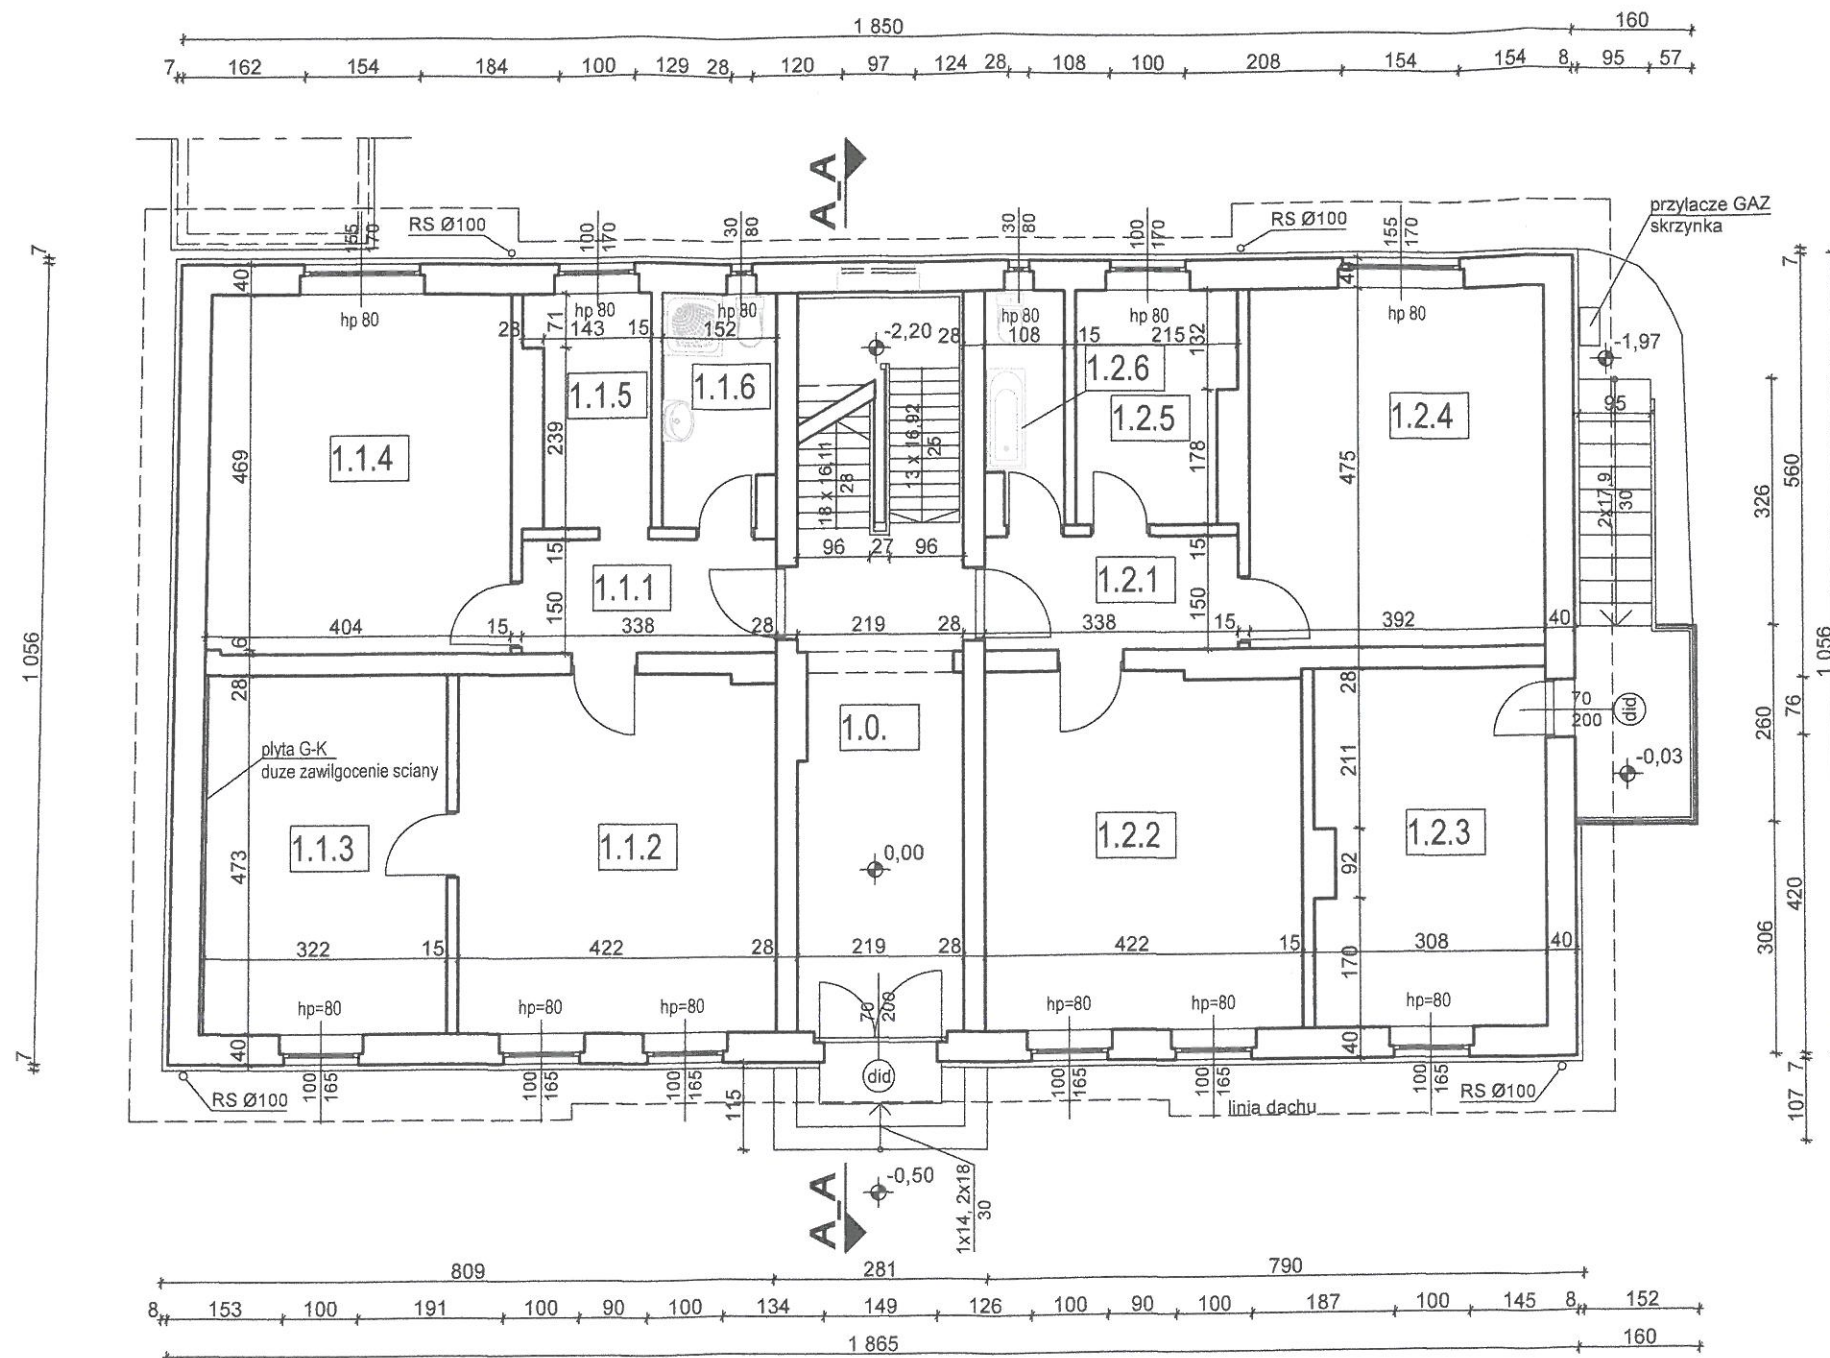 1 850
160
7 162 154 184 100 129 28 120 97 124 28 108 100 208 154 154 8 95 57
A_A
przylacze GAZ
skrzynka
RS Ø100
RS Ø100
155
170
100
170
30
80
30
80
100
170
155
170
7
40
40
7
hp 80
hp 80
hp 80
hp 80
hp 80
hp 80
28 71 143 15 152
-2,20
28 108 15 215 132
-1,97
1.1.4
1.1.5
1.1.6
1.2.6
1.2.5
1.2.4
95
469
239
18 x 16,11
28
13 x 16,92
25
178
475
2x17,9
30
326
560
96 27 96
15
15
1.1.1
1.2.1
150
150
404 15 338 28 219 28 338 15 392 40
6
1 056
1 056
28
28
70
200
did
76
260
-0,03
plyta G-K
duze zawilgocenie sciany
1.0.
211
1.1.3
1.1.2
0,00
1.2.2
1.2.3
473
92
420
306
322 15 422 28 219 28 422 15 308 40
170
hp=80
hp=80
hp=80
70
200
hp=80
hp=80
hp=80
7
40
40
7
did
100
165
100
165
100
165
100
165
100
165
100
165
RS Ø100
RS Ø100
115
linia dachu
107
-0,50
A_A
1x14, 2x18
30
809 281 790
8 153 100 191 100 90 100 134 149 126 100 90 100 187 100 145 8 152
1 865
160